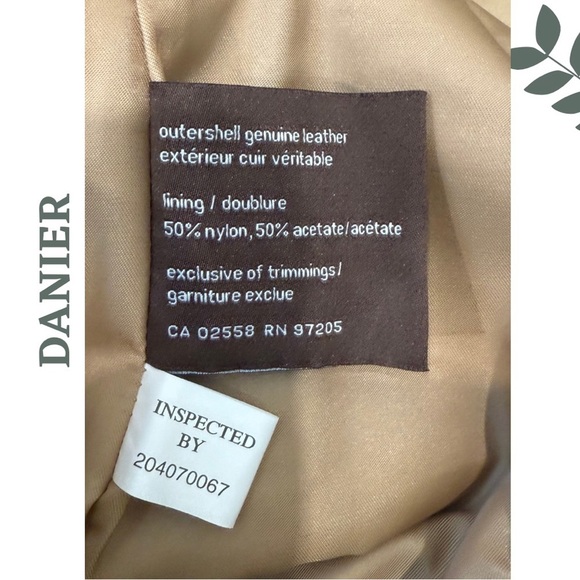 DANIER
outershell genuine leather
extérieur cuir véritable
lining / doublure
50% nylon, 50% acetate/acétate
exclusive of trimmings/
garniture exclue
CA 02558 RN 97205
INSPECTED
BY
204070067